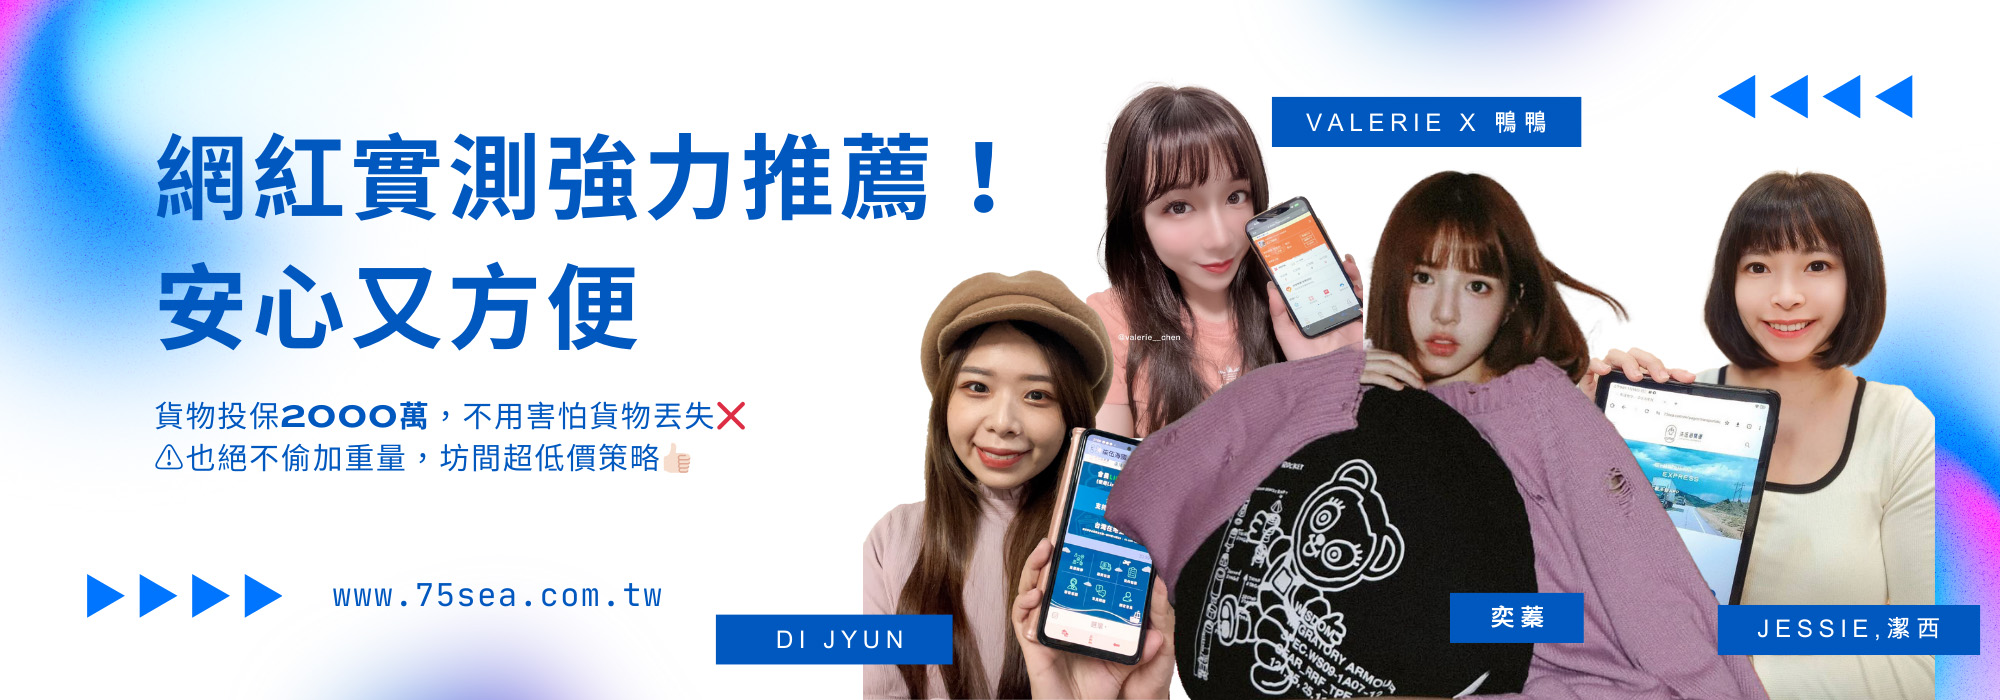 網紅實測強力推薦！
安心又方便
貨物投保2000萬，不用害怕貨物丟失❌
⚠也絕不偷加重量，坊間超低價策略👍🏻
www.75sea.com.tw
DI JYUN
VALERIE X 鴨鴨
@valerie__chen
奕蓁
JESSIE,潔西
EXPRESS
WISDOM